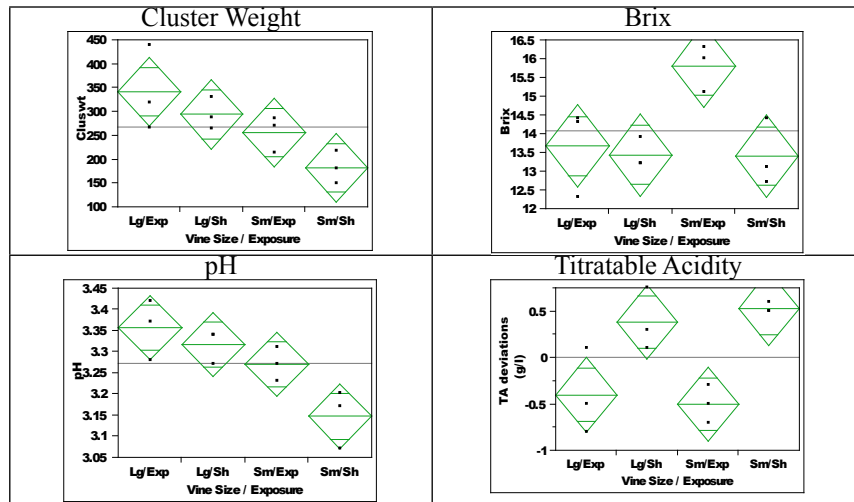 Cluster Weight
Brix
Cluswt
450
400
350
300
250
200
150
100
Lg/Exp Lg/Sh Sm/Exp Sm/Sh
Vine Size / Exposure
Brix
16.5
16
15.5
15
14.5
14
13.5
13
12.5
12
Lg/Exp Lg/Sh Sm/Exp Sm/Sh
Vine Size / Exposure
pH
Titratable Acidity
pH
3.45
3.4
3.35
3.3
3.25
3.2
3.15
3.1
3.05
Lg/Exp Lg/Sh Sm/Exp Sm/Sh
Vine Size / Exposure
TA deviations
(g/l)
0.5
0
-0.5
-1
Lg/Exp Lg/Sh Sm/Exp Sm/Sh
Vine Size / Exposure